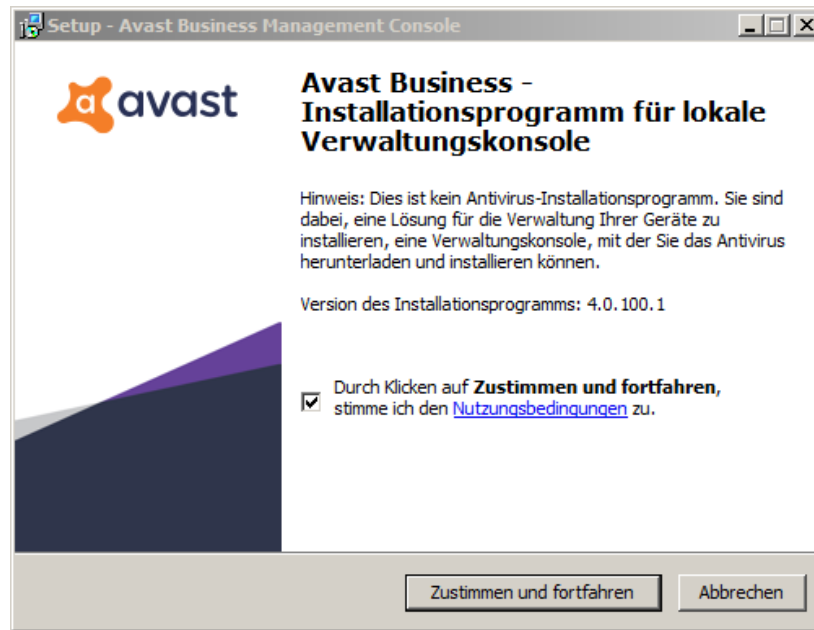 Setup - Avast Business Management Console
avast
Avast Business -
Installationsprogramm für lokale
Verwaltungskonsole
Hinweis: Dies ist kein Antivirus-Installationsprogramm. Sie sind
dabei, eine Lösung für die Verwaltung Ihrer Geräte zu
installieren, eine Verwaltungskonsole, mit der Sie das Antivirus
herunterladen und installieren können.
Version des Installationsprogramms: 4.0.100.1
Durch Klicken auf Zustimmen und fortfahren,
stimme ich den Nutzungsbedingungen zu.
Zustimmen und fortfahren
Abbrechen